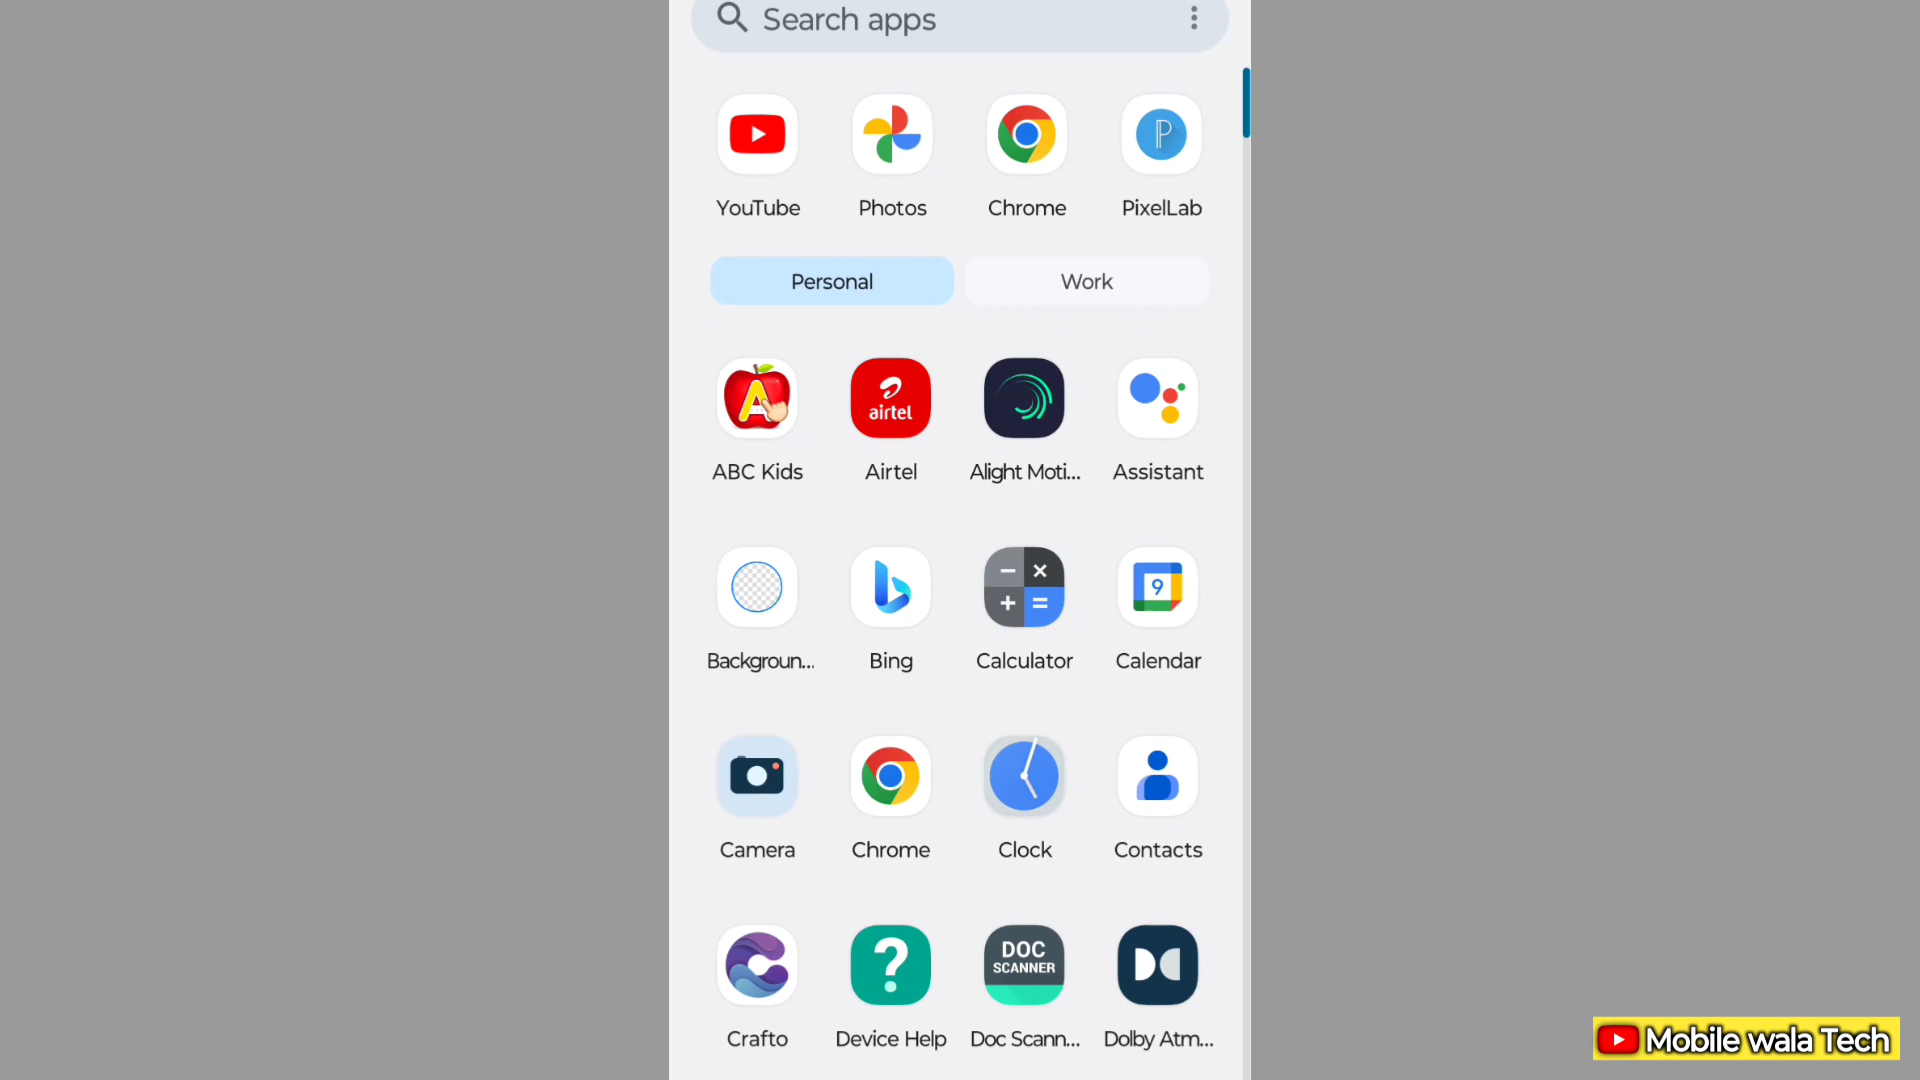 Search apps
YouTube Photos Chrome PixelLab
Personal Work
airtel
ABC Kids Airtel Alight Moti... Assistant
9
Backgroun... Bing Calculator Calendar
Camera Chrome Clock Contacts
DOC
SCANNER
Crafto Device Help Doc Scann... Dolby Atm...
Mobile wala Tech